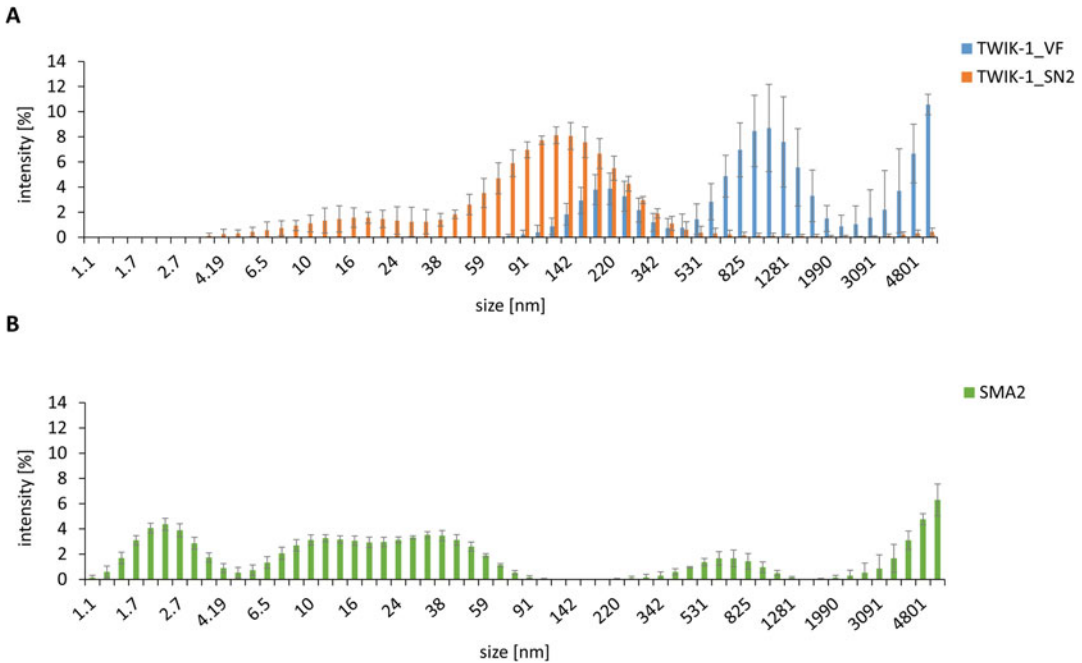 A
TWIK-1_VF
TWIK-1_SN2
14
12
10
8
6
4
2
0
intensity [%]
1.1 1.7 2.7 4.19 6.5 10 16 24 38 59 91 142 220 342 531 825 1281 1990 3091 4801
size [nm]
B
SMA2
14
12
10
8
6
4
2
0
intensity [%]
1.1 1.7 2.7 4.19 6.5 10 16 24 38 59 91 142 220 342 531 825 1281 1990 3091 4801
size [nm]